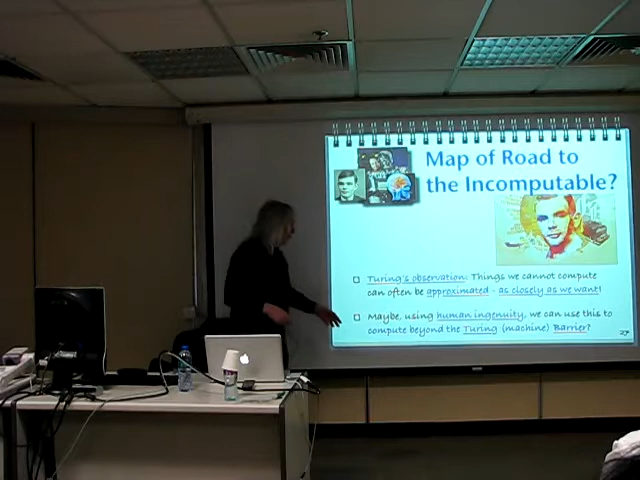 Map of Road to
the Incomputable?
Turing's observation: Things we cannot compute
can often be approximated - as closely as we want!
Maybe, using human ingenuity, we can use this to
compute beyond the Turing (machine) Barrier?